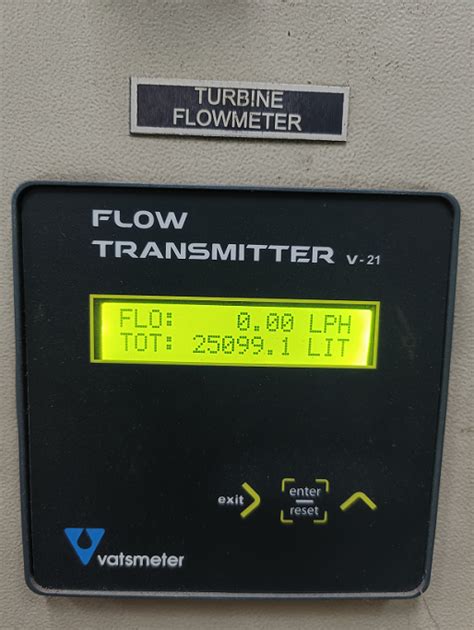 TURBINE
FLOWMETER
FLOW
TRANSMITTER V-21
FLO: 0.00 LPH
TOT: 25099.1 LIT
exit enter
reset
vatsmeter